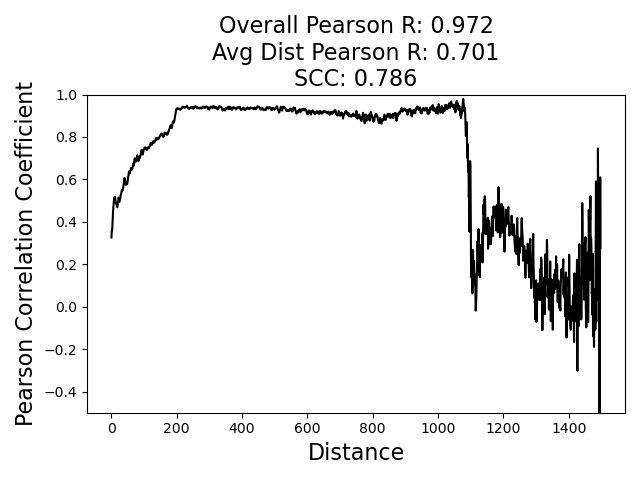 Overall Pearson R: 0.972
Avg Dist Pearson R: 0.701
SCC: 0.786
Pearson Correlation Coefficient
1.0
0.8
0.6
0.4
0.2
0.0
−0.2
−0.4
0 200 400 600 800 1000 1200 1400
Distance